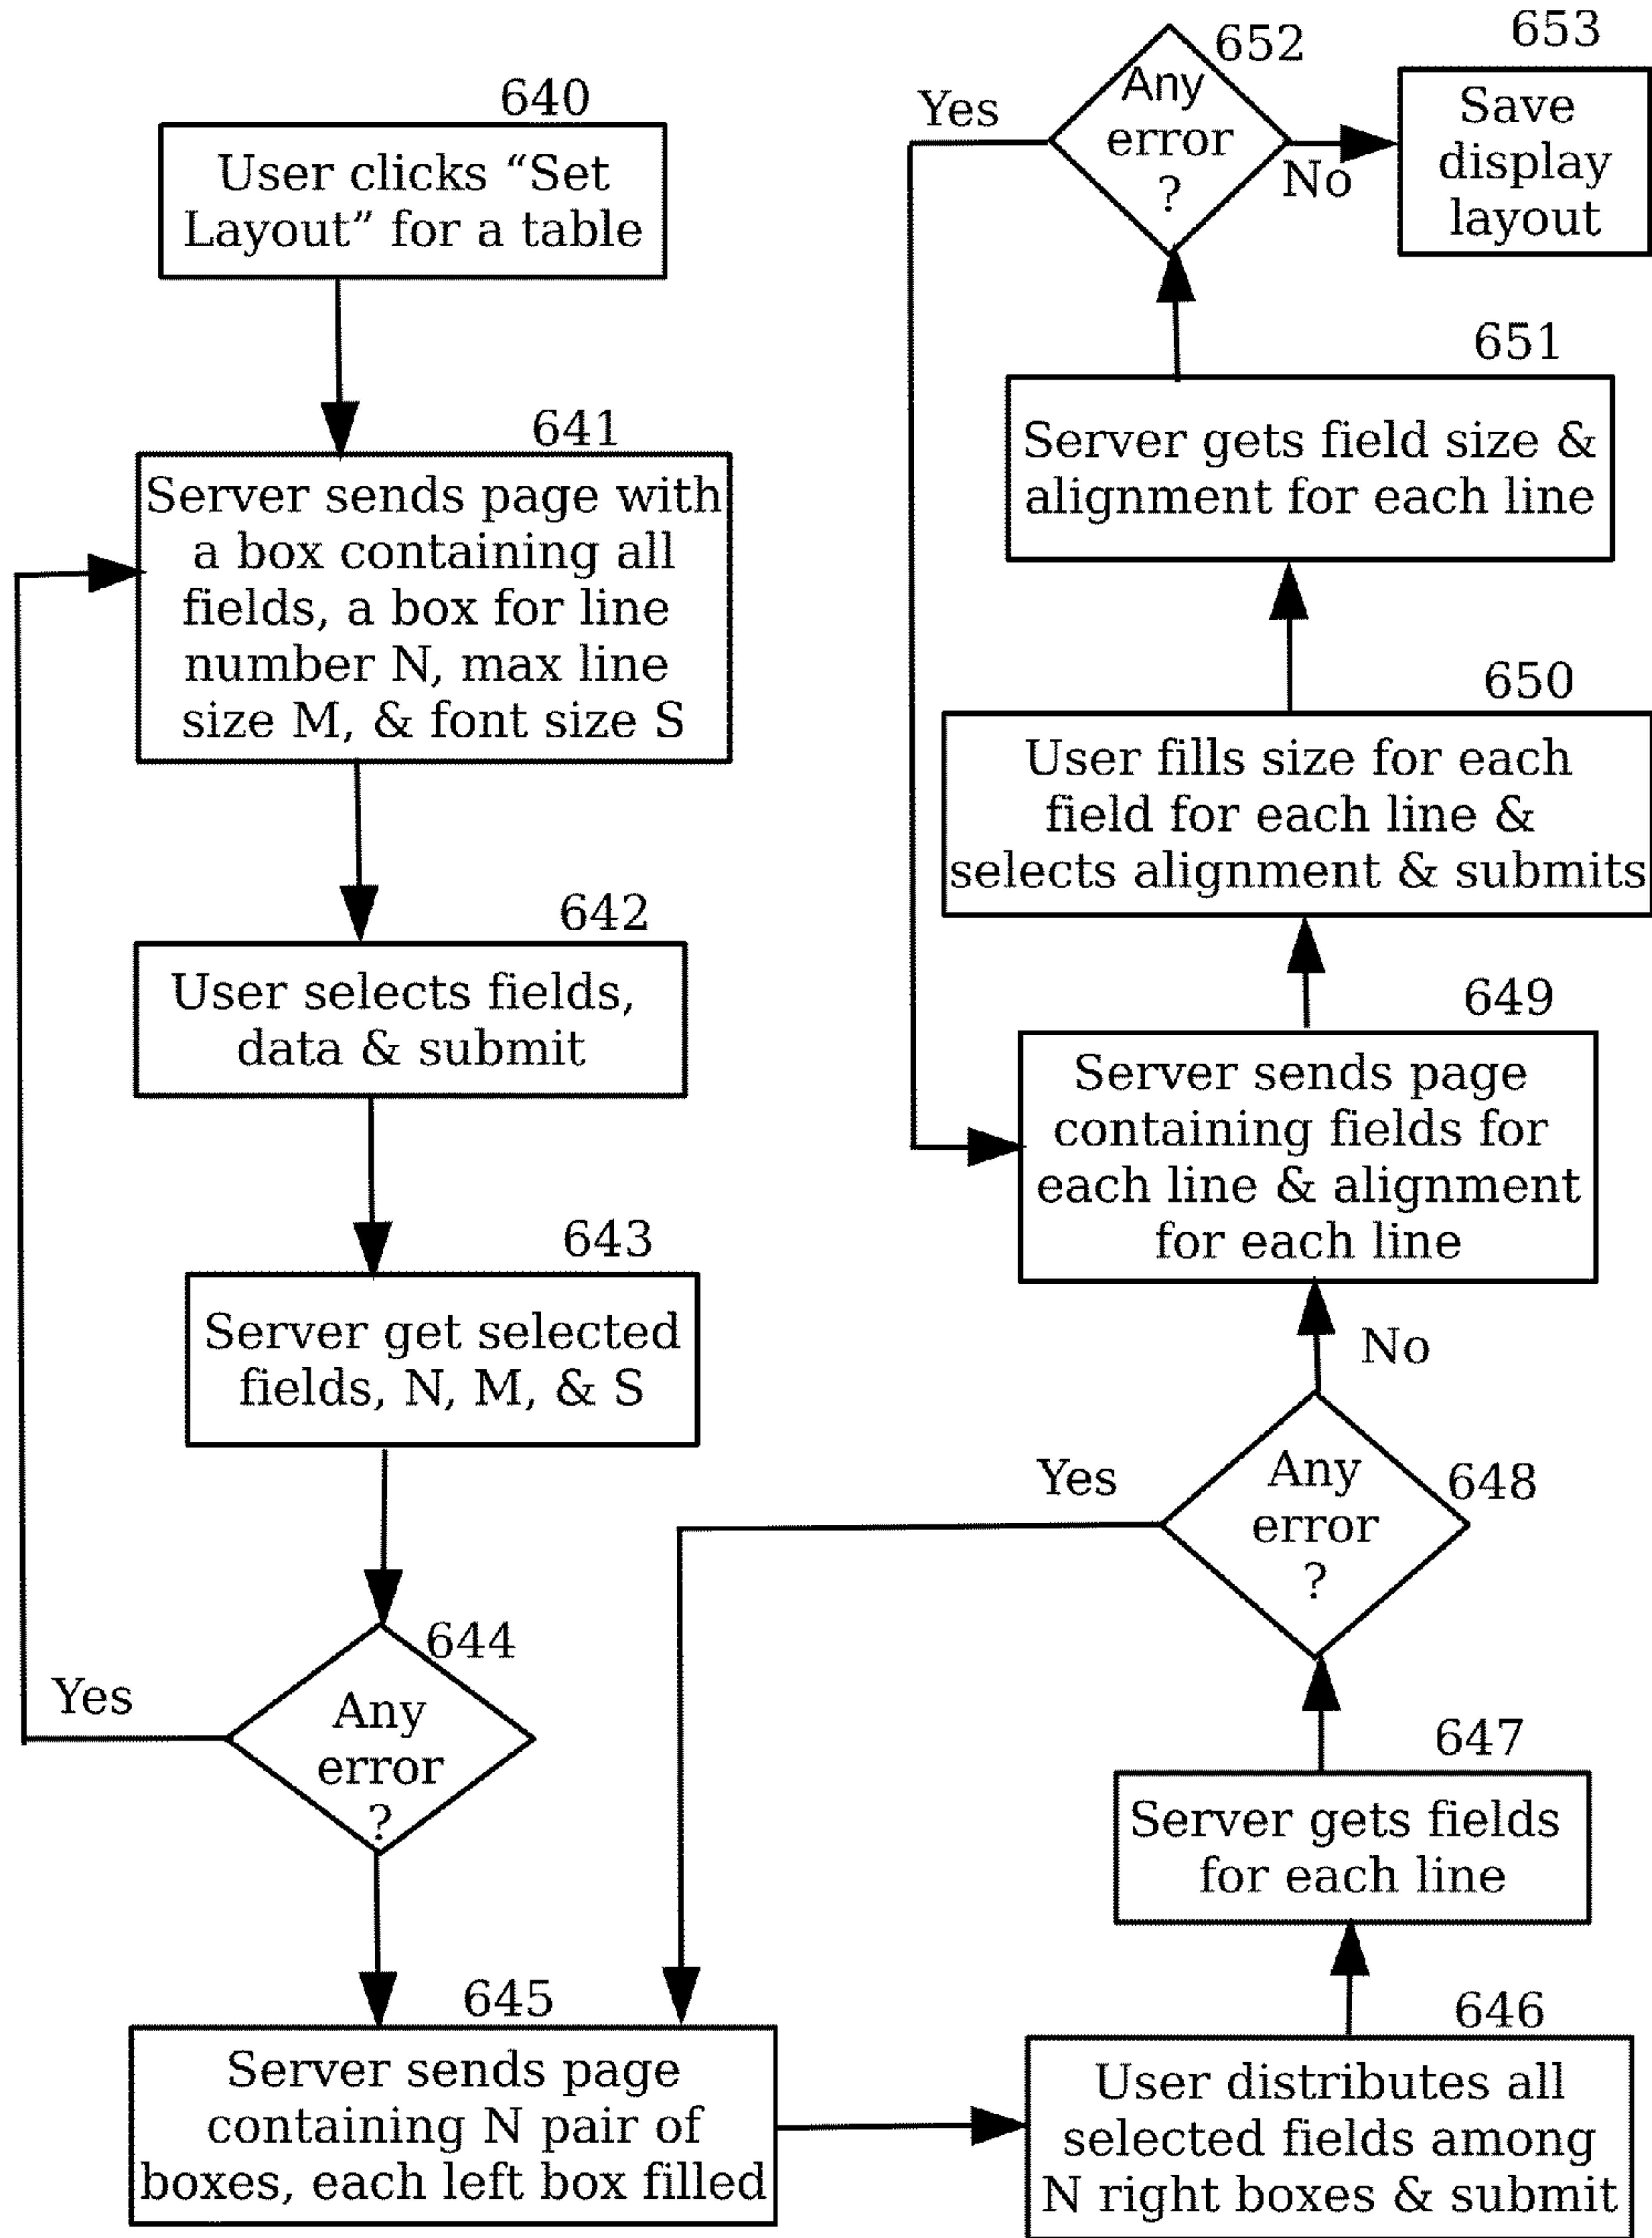 640
User clicks “Set
Layout” for a table
641
Server sends page with
a box containing all
fields, a box for line
number N, max line
size M, & font size S
642
User selects fields,
data & submit
643
Server get selected
fields, N, M, & S
644
Any
error
?
Yes
645
Server sends page
containing N pair of
boxes, each left box filled
646
User distributes all
selected fields among
N right boxes & submit
647
Server gets fields
for each line
648
Any
error
?
Yes
No
649
Server sends page
containing fields for
each line & alignment
for each line
650
User fills size for each
field for each line &
selects alignment & submits
651
Server gets field size &
alignment for each line
652
Any
error
?
Yes
No
653
Save
display
layout